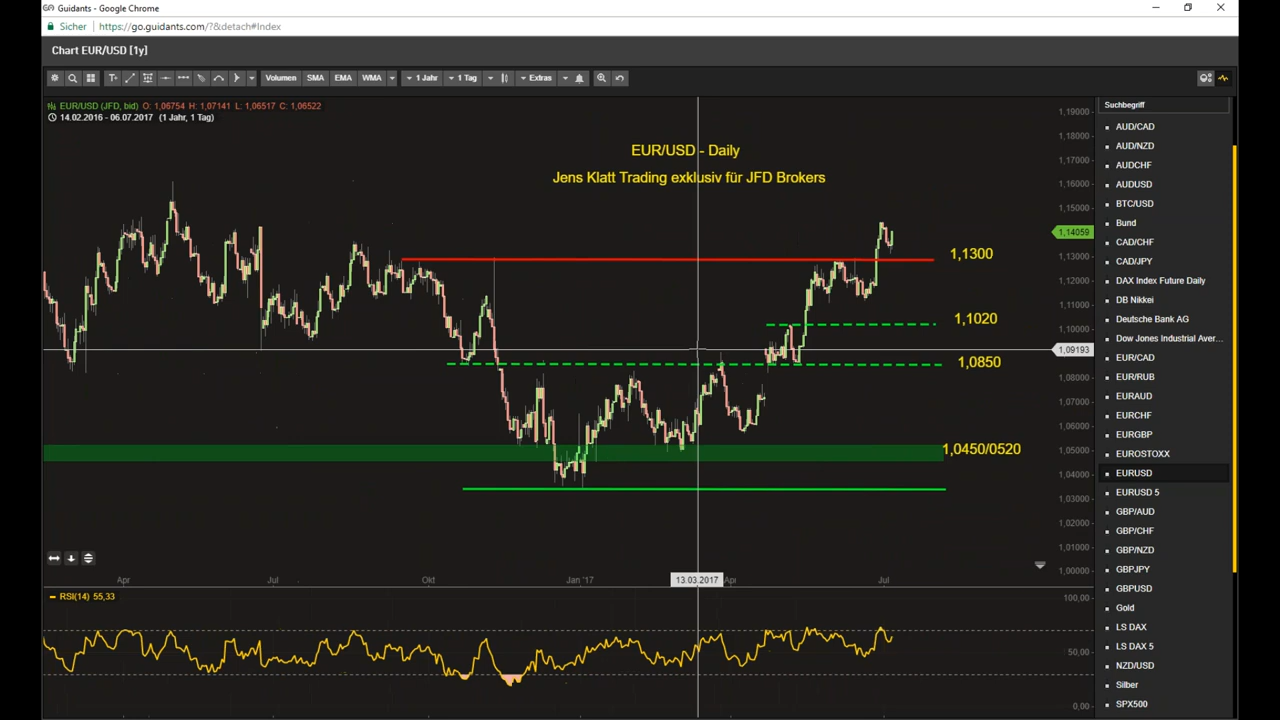 Chart EUR/USD - Google Chrome
Sicher https://go.guidants.com/?&detach#Index
Chart EUR/USD [1y]
Volumen SMA EMA WMA 1 Jahr 1 Tag Extras
EUR/USD (JFD, bid) O: 1,06754 H: 1,07141 L: 1,06517 C: 1,06522
14.02.2016 - 06.07.2017 (1 Jahr, 1 Tag)
EUR/USD - Daily
Jens Klatt Trading exklusiv für JFD Brokers
1,1300
1,1020
1,0850
1,0450/0520
1,19000
1,18000
1,17000
1,16000
1,15000
1,14059
1,13000
1,12000
1,11000
1,10000
1,09193
1,08000
1,07000
1,06000
1,05000
1,04000
1,03000
1,02000
1,01000
1,00000
Apr Jul Okt Jan '17 13.03.2017 Apr Jul
RSI(14) 55,33
100,00
50,00
0,00
Suchbegriff
AUD/CAD
AUD/NZD
AUDCHF
AUDUSD
BTC/USD
Bund
CAD/CHF
CAD/JPY
DAX Index Future Daily
DB Nikkei
Deutsche Bank AG
Dow Jones Industrial Aver...
EUR/CAD
EUR/RUB
EURAUD
EURCHF
EURGBP
EUROSTOXX
EURUSD
EURUSD 5
GBP/AUD
GBP/CHF
GBP/NZD
GBPJPY
GBPUSD
Gold
LS DAX
LS DAX 5
NZD/USD
Silber
SPX500